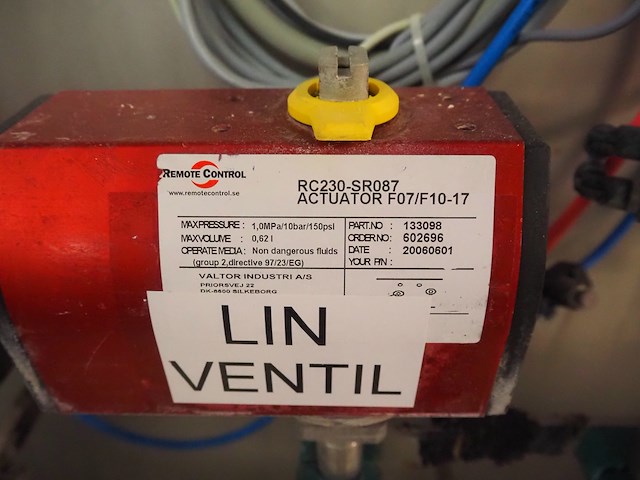 REMOTE CONTROL
www.remotecontrol.se
RC230-SR087
ACTUATOR F07/F10-17
MAX.PRESSURE : 1,0MPa/10bar/150psi
MAX.VOLUME : 0,62 l
OPERATE MEDIA : Non dangerous fluids
(group 2,directive 97/23/EG)
PART.NO : 133098
ORDER.NO : 602696
DATE : 20060601
YOUR P/N :
VALTOR INDUSTRI A/S
PRIORSVEJ 22
DK-8600 SILKEBORG
LIN
VENTIL